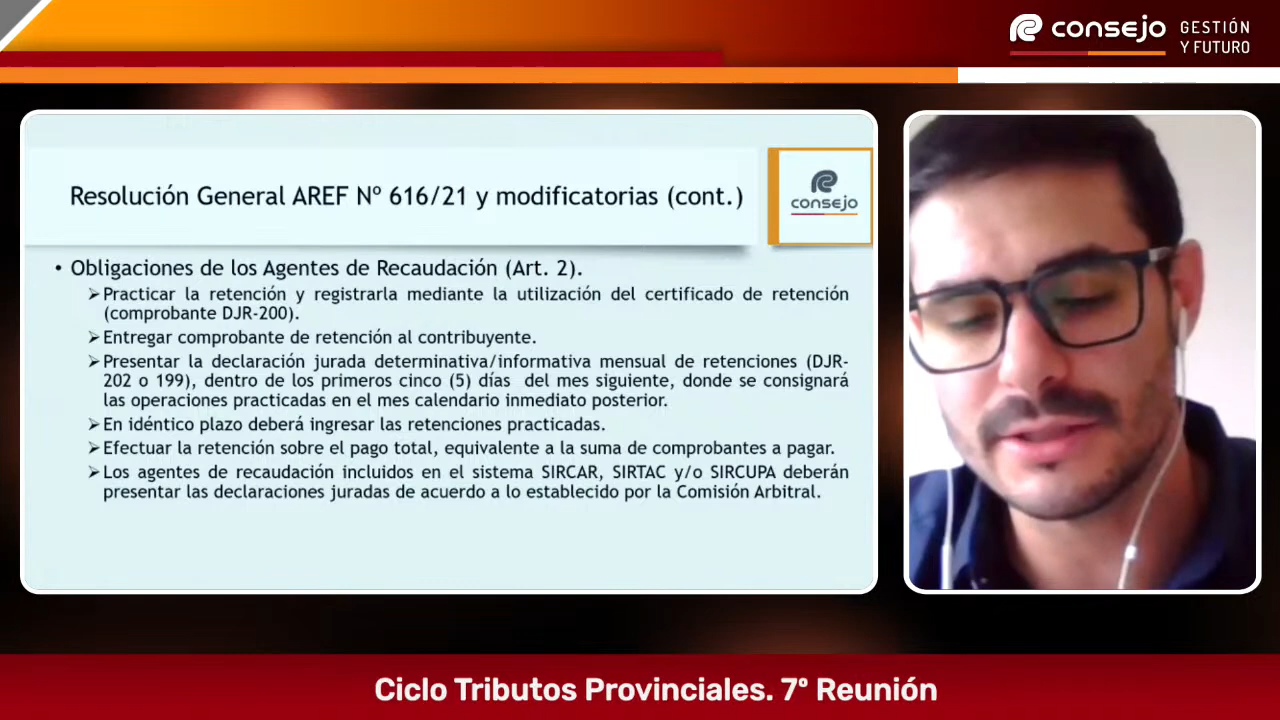 consejo
GESTIÓN
Y FUTURO
Resolución General AREF Nº 616/21 y modificatorias (cont.)
consejo
• Obligaciones de los Agentes de Recaudación (Art. 2).
➢Practicar la retención y registrarla mediante la utilización del certificado de retención
(comprobante DJR-200).
➢Entregar comprobante de retención al contribuyente.
➢Presentar la declaración jurada determinativa/informativa mensual de retenciones (DJR-
202 o 199), dentro de los primeros cinco (5) días del mes siguiente, donde se consignará
las operaciones practicadas en el mes calendario inmediato posterior.
➢En idéntico plazo deberá ingresar las retenciones practicadas.
➢Efectuar la retención sobre el pago total, equivalente a la suma de comprobantes a pagar.
➢Los agentes de recaudación incluidos en el sistema SIRCAR, SIRTAC y/o SIRCUPA deberán
presentar las declaraciones juradas de acuerdo a lo establecido por la Comisión Arbitral.
Ciclo Tributos Provinciales. 7º Reunión